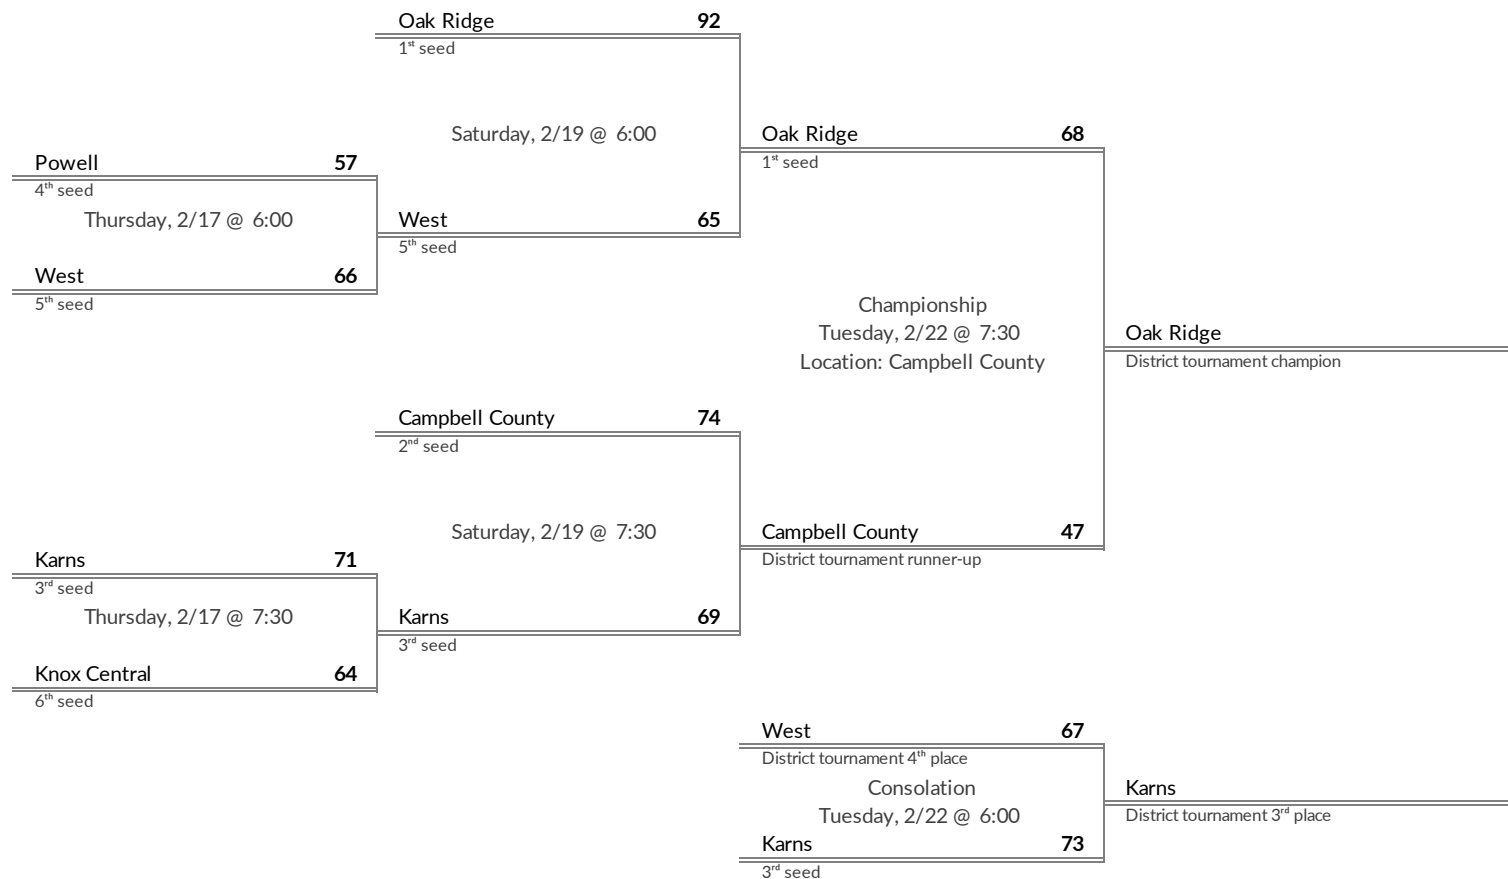 Oak Ridge 92
1st seed
Saturday, 2/19 @ 6:00
Oak Ridge 68
1st seed
Powell 57
4th seed
Thursday, 2/17 @ 6:00
West 65
5th seed
West 66
5th seed
Championship
Tuesday, 2/22 @ 7:30
Location: Campbell County
Oak Ridge
District tournament champion
Campbell County 74
2nd seed
Saturday, 2/19 @ 7:30
Campbell County 47
District tournament runner-up
Karns 71
3rd seed
Thursday, 2/17 @ 7:30
Karns 69
3rd seed
Knox Central 64
6th seed
West 67
District tournament 4th place
Consolation
Tuesday, 2/22 @ 6:00
Karns
District tournament 3rd place
Karns 73
3rd seed